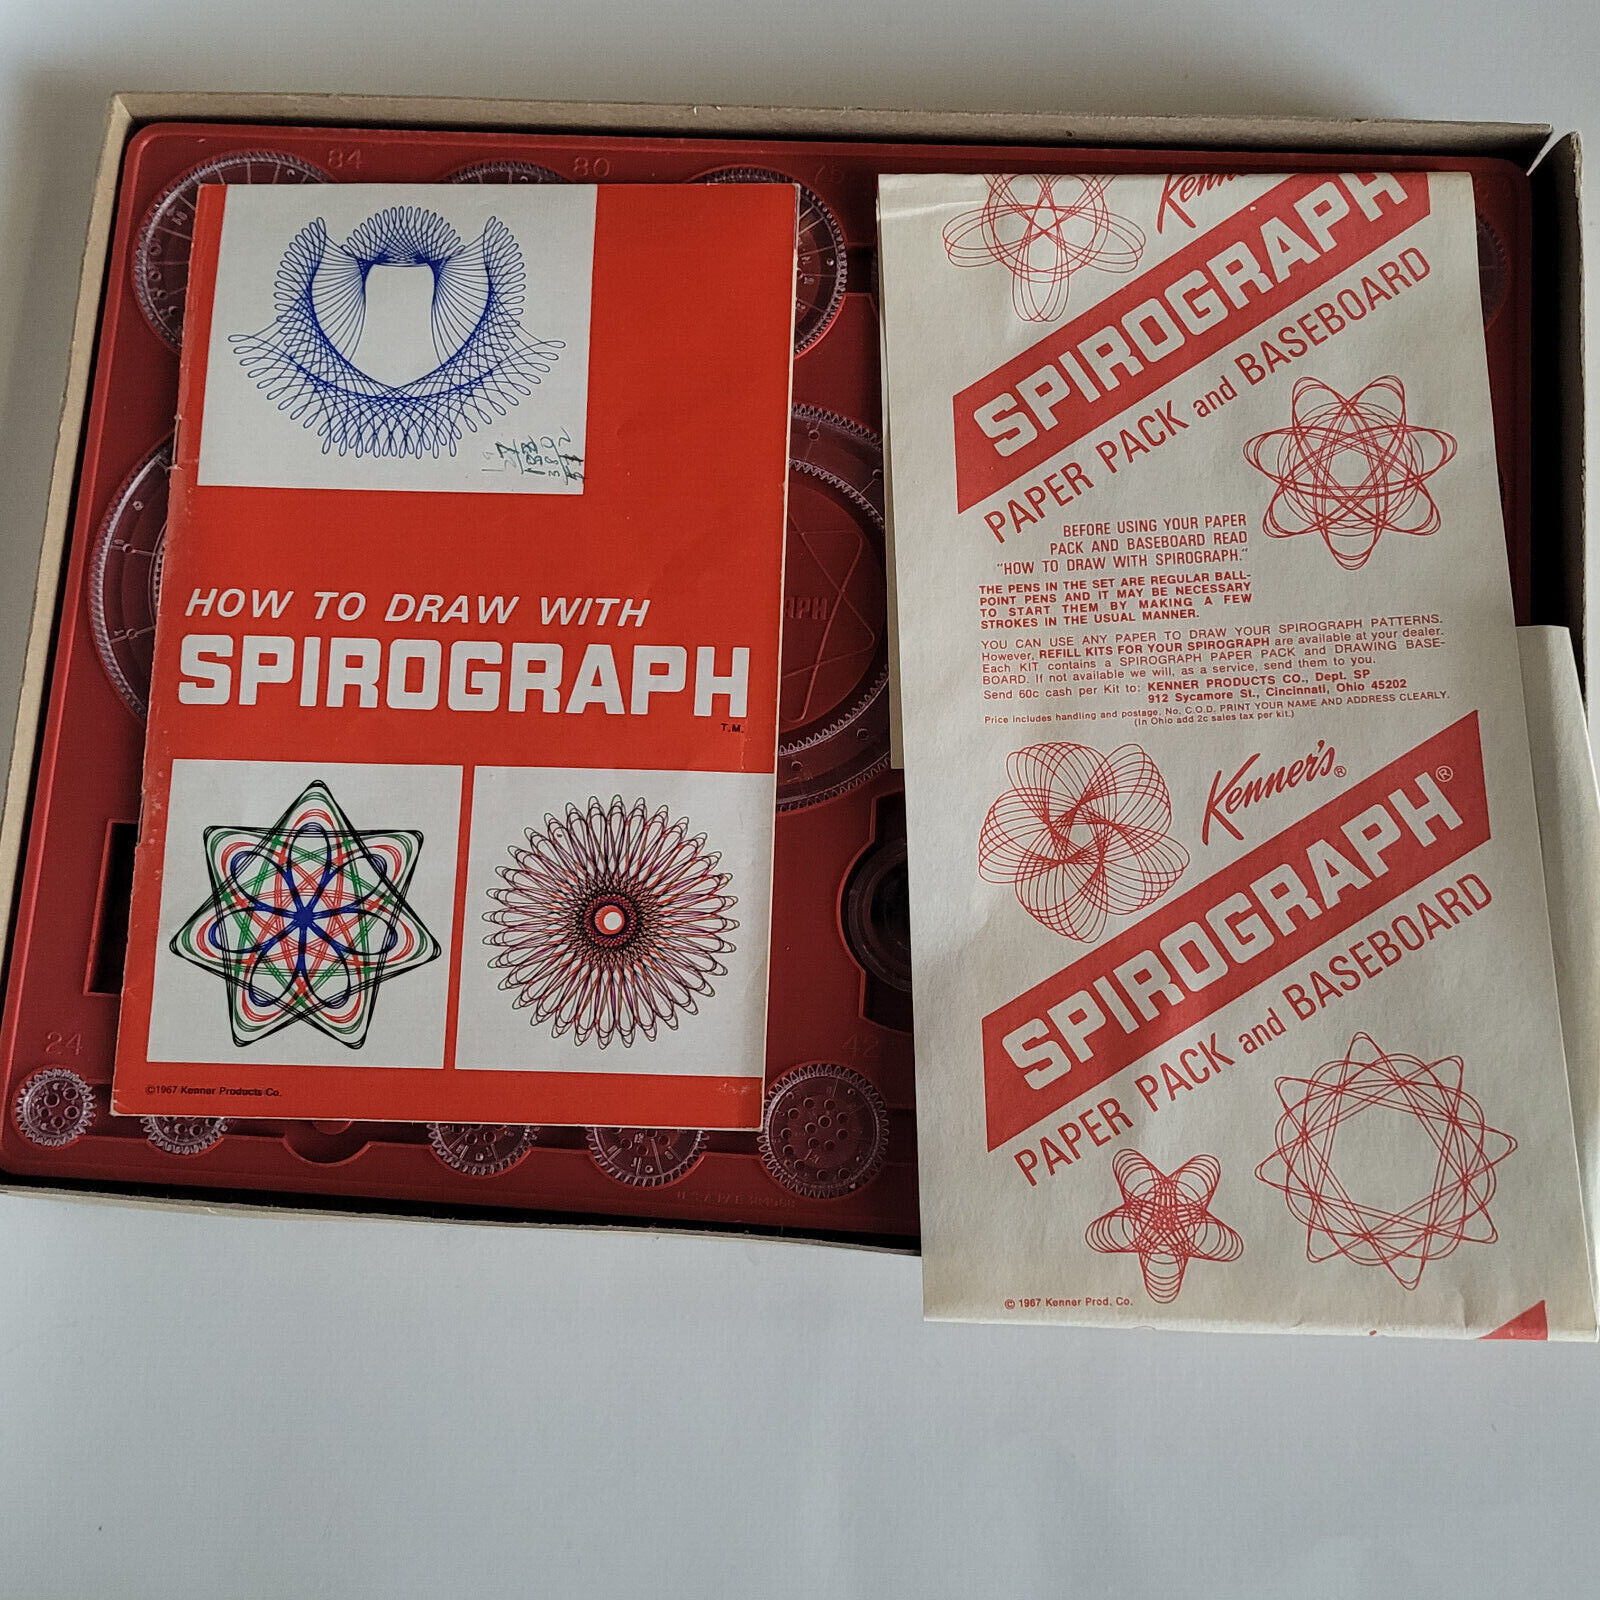 84
80
75
HOW TO DRAW WITH
SPIROGRAPH
T.M.
©1967 Kenner Products Co.
24
42
SPIROGRAPH
PAPER PACK and BASEBOARD
BEFORE USING YOUR PAPER
PACK AND BASEBOARD READ
"HOW TO DRAW WITH SPIROGRAPH."
THE PENS IN THE SET ARE REGULAR BALL-
POINT PENS AND IT MAY BE NECESSARY
TO START THEM BY MAKING A FEW
STROKES IN THE USUAL MANNER.
YOU CAN USE ANY PAPER TO DRAW YOUR SPIROGRAPH PATTERNS.
However, REFILL KITS FOR YOUR SPIROGRAPH are available at your dealer.
Each KIT contains a SPIROGRAPH PAPER PACK and DRAWING BASE-
BOARD. If not available we will, as a service, send them to you.
Send 60c cash per Kit to: KENNER PRODUCTS CO., Dept. SP
912 Sycamore St., Cincinnati, Ohio 45202
Price includes handling and postage. No. C.O.D. PRINT YOUR NAME AND ADDRESS CLEARLY.
(In Ohio add 2c sales tax per kit.)
Kenner's®
SPIROGRAPH®
PAPER PACK and BASEBOARD
© 1967 Kenner Prod. Co.